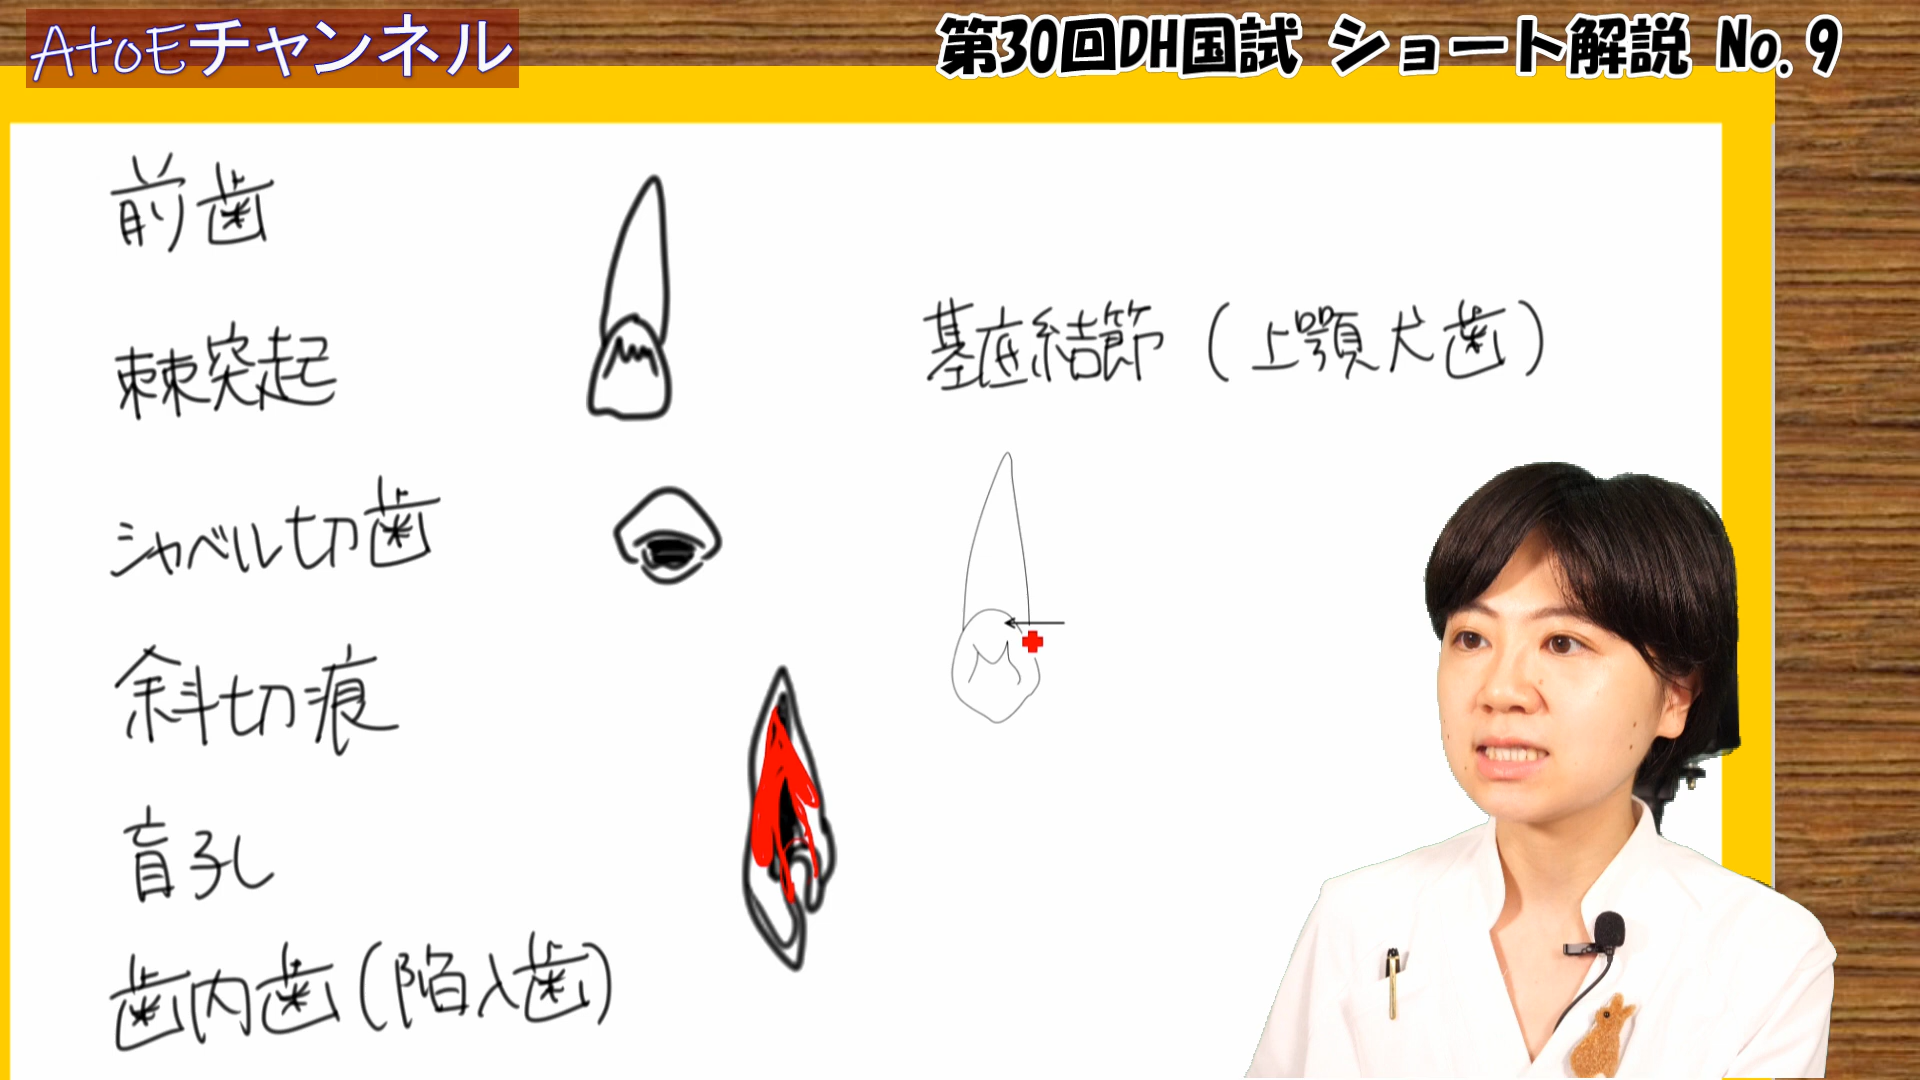 AtoEチャンネル
第30回DH国試 ショート解説 No.9
前歯
棘突起
シャベル切歯
斜切痕
盲孔
歯内歯(陥入歯)
基底結節(上顎犬歯)